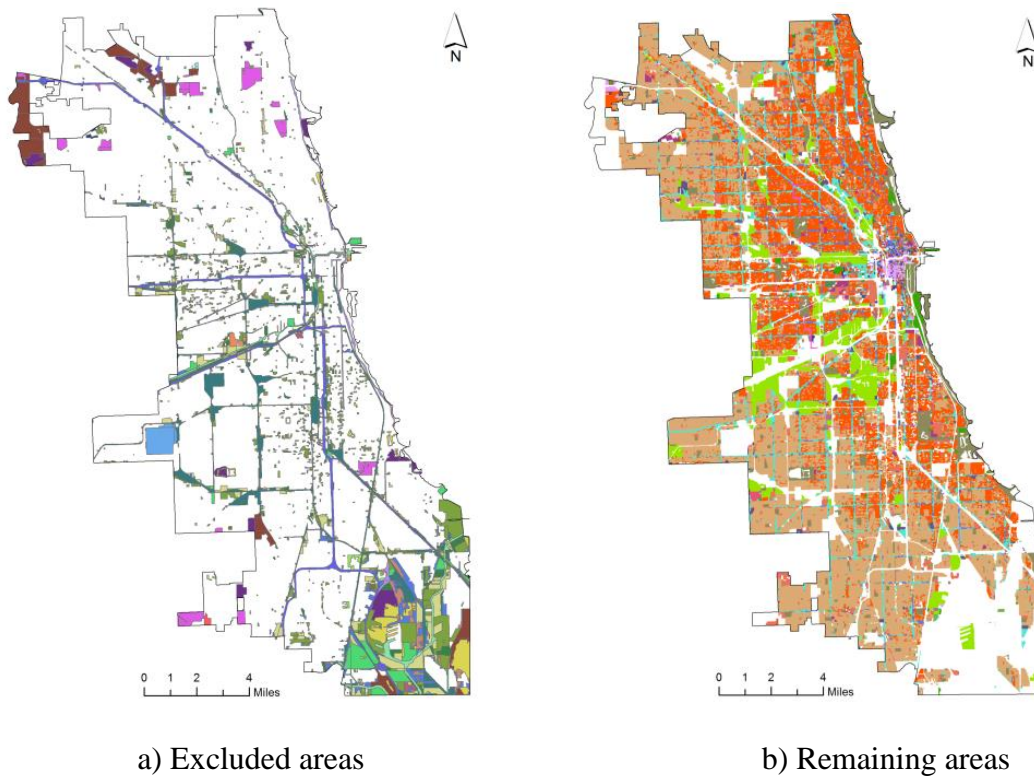 N
N
0 1 2 4
Miles
0 1 2 4
Miles
a) Excluded areas
b) Remaining areas